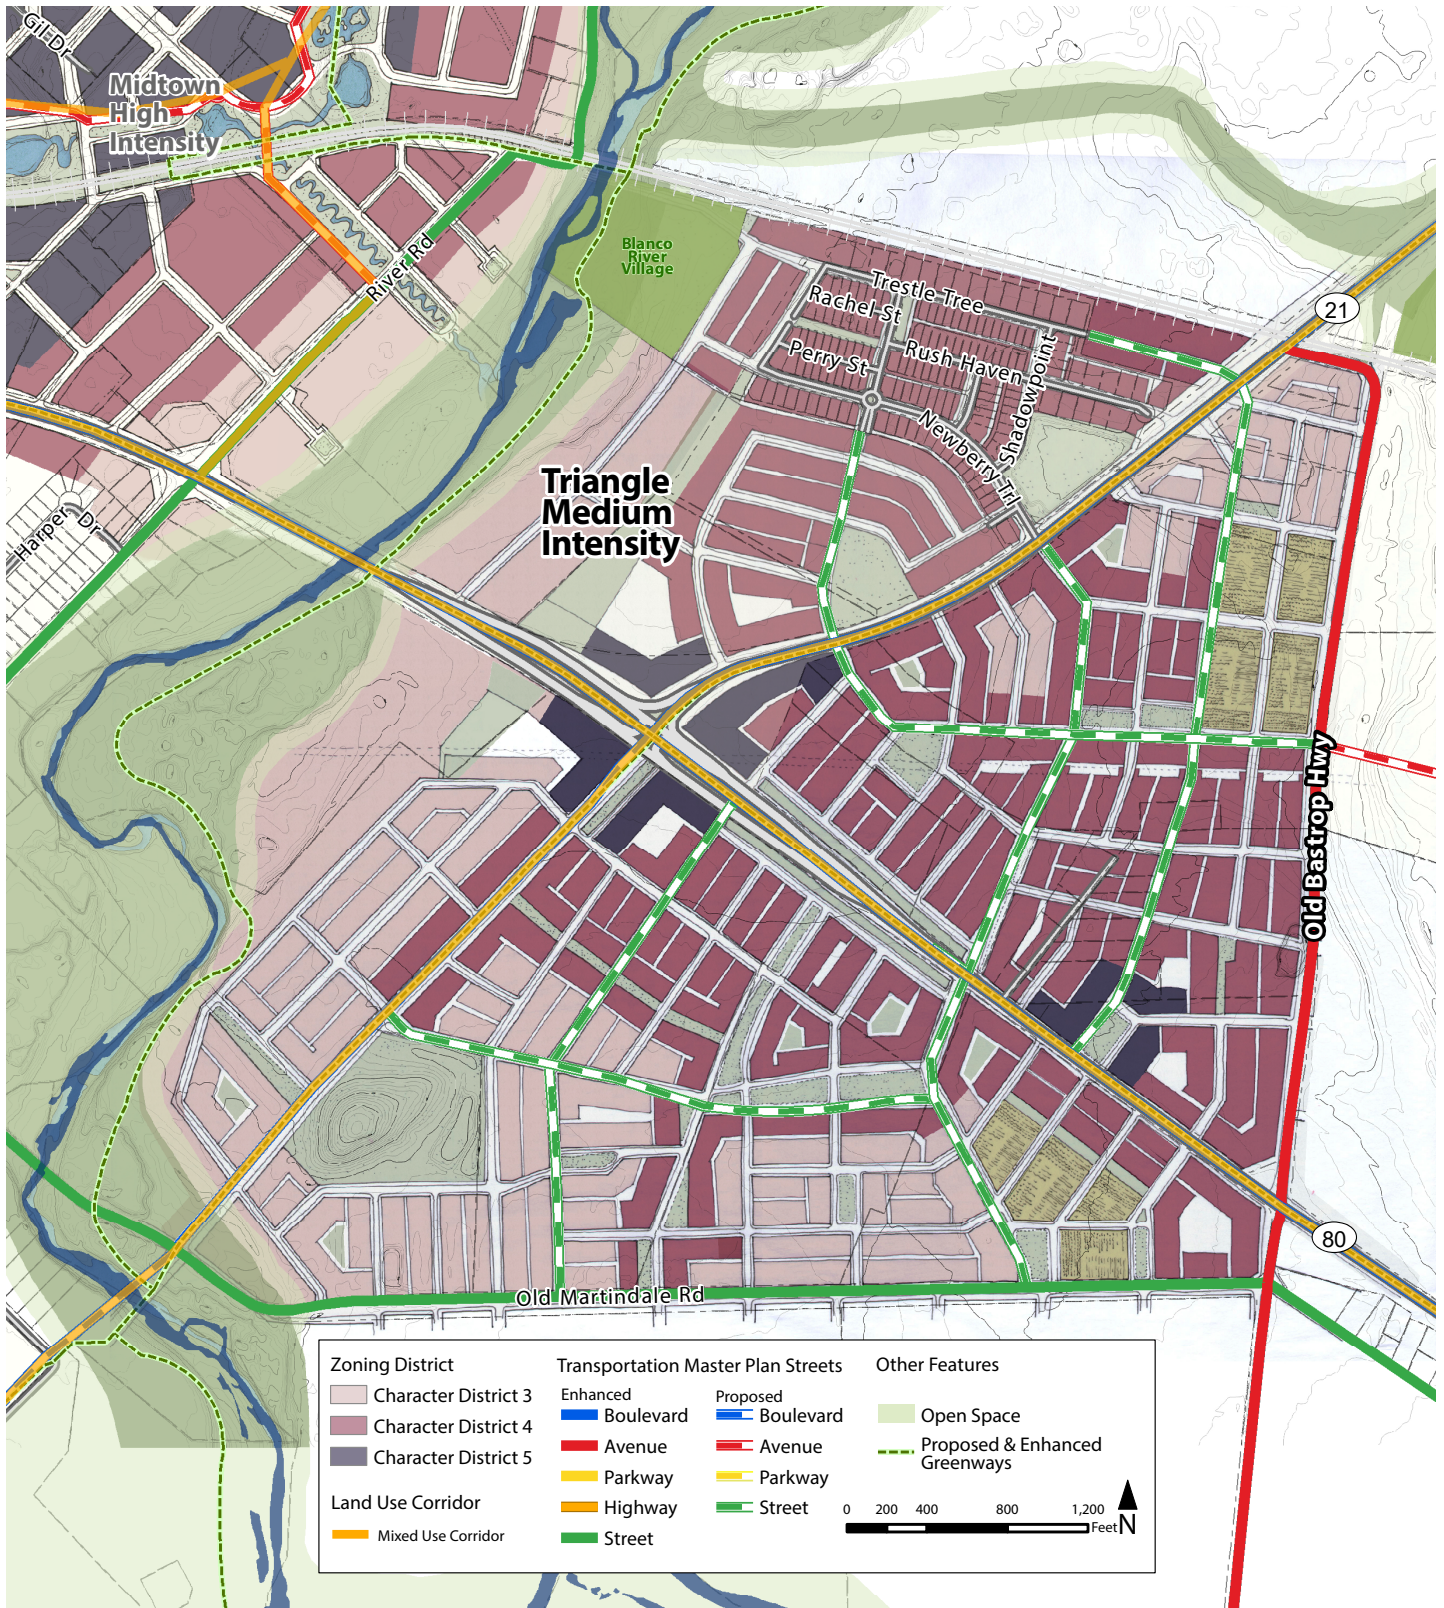 Gil Dr
Midtown
High
Intensity
River Rd
Blanco
River
Village
Trestle Tree
Rachel St
Perry St
Rush Haven
Shadowpoint
Newberry Trl
21
Harper Dr
Triangle
Medium
Intensity
Old Bastrop Hwy
80
Old Martindale Rd
Zoning District
Character District 3
Character District 4
Character District 5
Land Use Corridor
Mixed Use Corridor
Transportation Master Plan Streets
Enhanced
Boulevard
Avenue
Parkway
Highway
Street
Proposed
Boulevard
Avenue
Parkway
Street
Other Features
Open Space
Proposed & Enhanced
Greenways
0 200 400 800 1,200
Feet
N